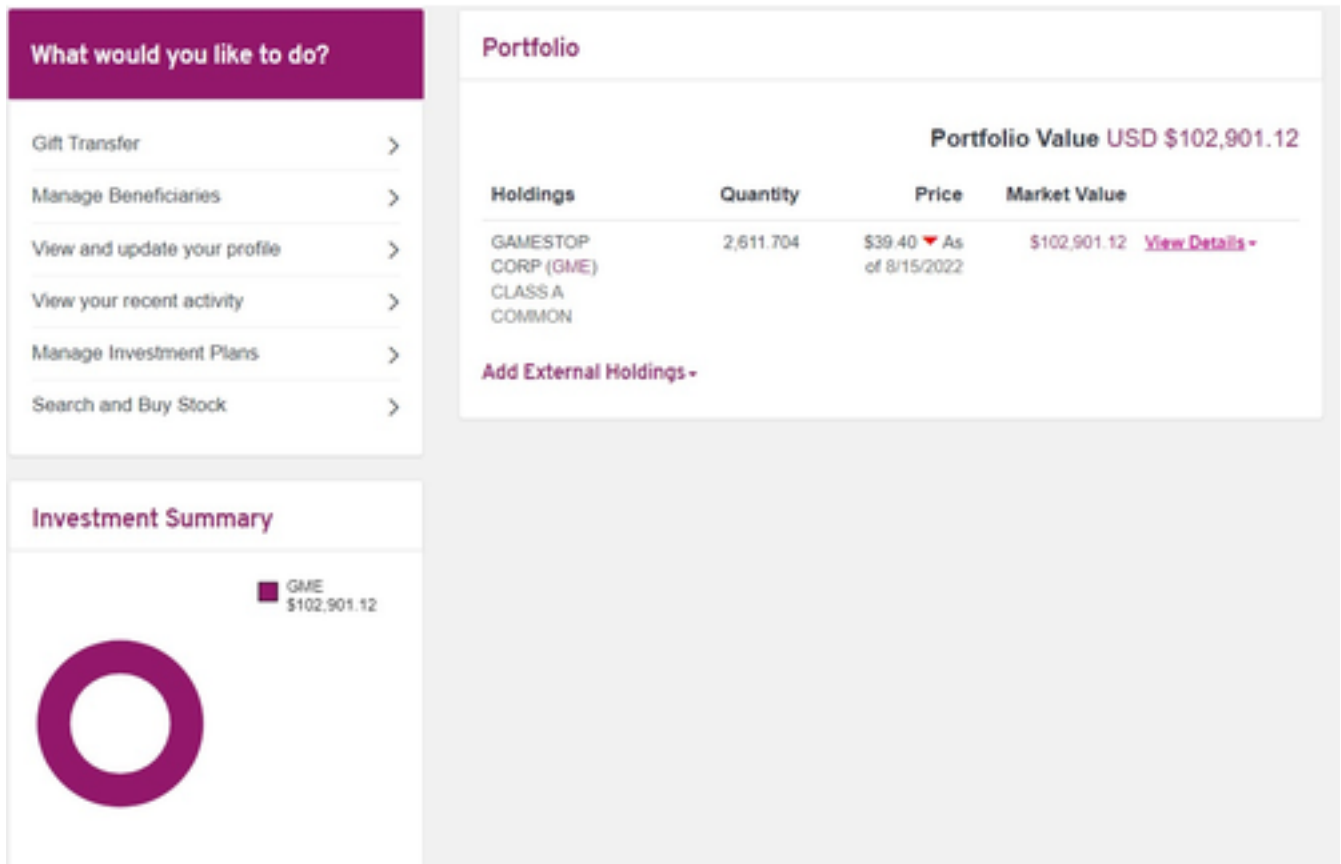 What would you like to do?
Gift Transfer
Manage Beneficiaries
View and update your profile
View your recent activity
Manage Investment Plans
Search and Buy Stock
Investment Summary
GME
$102,901.12
Portfolio
Portfolio Value USD $102,901.12
Holdings Quantity Price Market Value
GAMESTOP 2,611.704 $39.40 As $102,901.12 View Details
CORP (GME) of 8/15/2022
CLASS A
COMMON
Add External Holdings